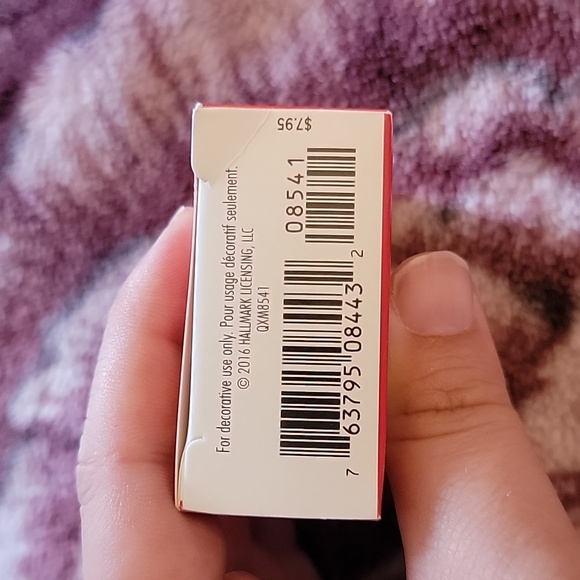 $7.95
For decorative use only. Pour usage décoratif seulement.
© 2016 HALLMARK LICENSING, LLC
QXM8541
08541
7 63795 08443 2